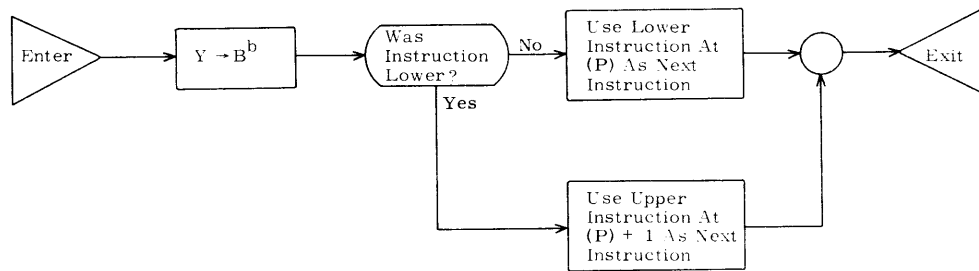 Enter
Y → B^b
Was
Instruction
Lower?
No
Yes
Use Lower
Instruction At
(P) As Next
Instruction
Exit
Use Upper
Instruction At
(P) + 1 As Next
Instruction